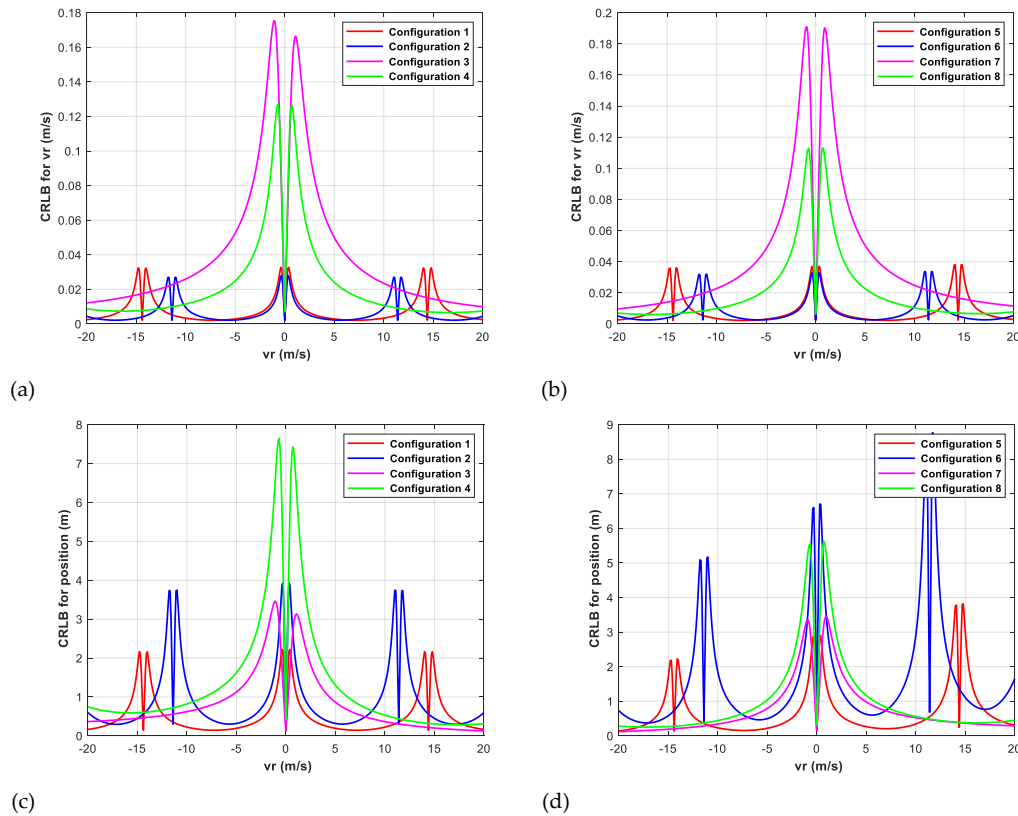 0.18
0.16
0.14
0.12
0.1
0.08
0.06
0.04
0.02
0
CRLB for vr (m/s)
Configuration 1
Configuration 2
Configuration 3
Configuration 4
-20 -15 -10 -5 0 5 10 15 20
vr (m/s)
(a)
0.2
0.18
0.16
0.14
0.12
0.1
0.08
0.06
0.04
0.02
0
CRLB for vr (m/s)
Configuration 5
Configuration 6
Configuration 7
Configuration 8
-20 -15 -10 -5 0 5 10 15 20
vr (m/s)
(b)
8
7
6
5
4
3
2
1
0
CRLB for position (m)
Configuration 1
Configuration 2
Configuration 3
Configuration 4
-20 -15 -10 -5 0 5 10 15 20
vr (m/s)
(c)
9
8
7
6
5
4
3
2
1
0
CRLB for position (m)
Configuration 5
Configuration 6
Configuration 7
Configuration 8
-20 -15 -10 -5 0 5 10 15 20
vr (m/s)
(d)